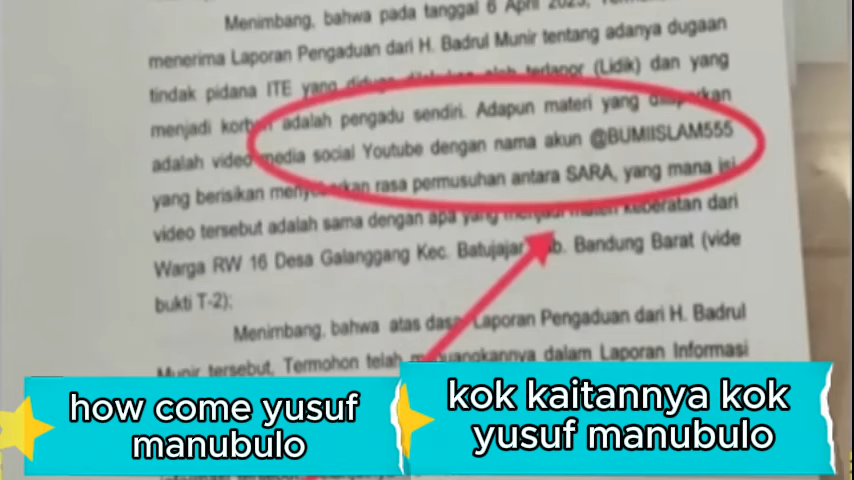 Menimbang, bahwa pada tanggal 6 April 2023,
menerima Laporan Pengaduan dari H. Badrul Munir tentang adanya dugaan
tindak pidana ITE yang diduga dilakukan oleh terlapor (Lidik) dan yang
menjadi korban adalah pengadu sendiri. Adapun materi yang dilaporkan
adalah video media social Youtube dengan nama akun @BUMIISLAM555
yang berisikan menyebarkan rasa permusuhan antara SARA, yang mana isi
video tersebut adalah sama dengan apa yang menjadi materi keberatan dari
Warga RW 16 Desa Galanggang Kec. Batujajar Kab. Bandung Barat (vide
bukti T-2);
Menimbang, bahwa atas dasar Laporan Pengaduan dari H. Badrul
Munir tersebut, Termohon telah menuangkannya dalam Laporan Informasi
how come yusuf
manubulo
kok kaitannya kok
yusuf manubulo